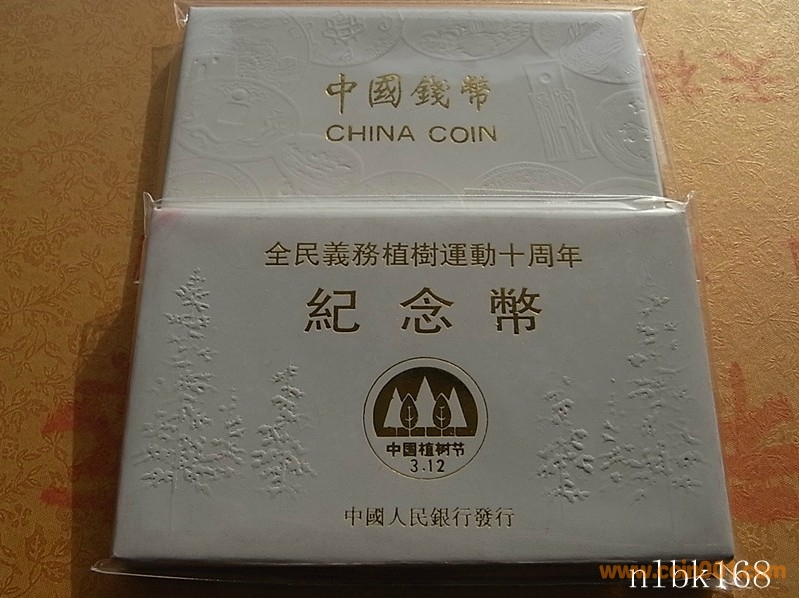 中國錢幣
CHINA COIN
全民義務植樹運動十周年
紀念幣
中国植树节
3.12
中國人民銀行發行
n1bk168